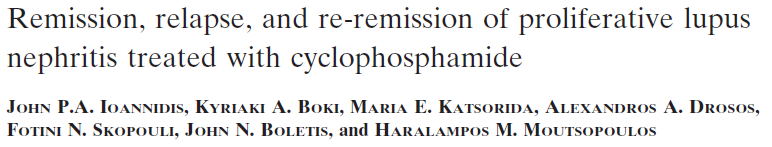 Remission, relapse, and re-remission of proliferative lupus
nephritis treated with cyclophosphamide
John P.A. Ioannidis, Kyriaki A. Boki, Maria E. Katsorida, Alexandros A. Drosos,
Fotini N. Skopouli, John N. Boletis, and Haralampos M. Moutsopoulos